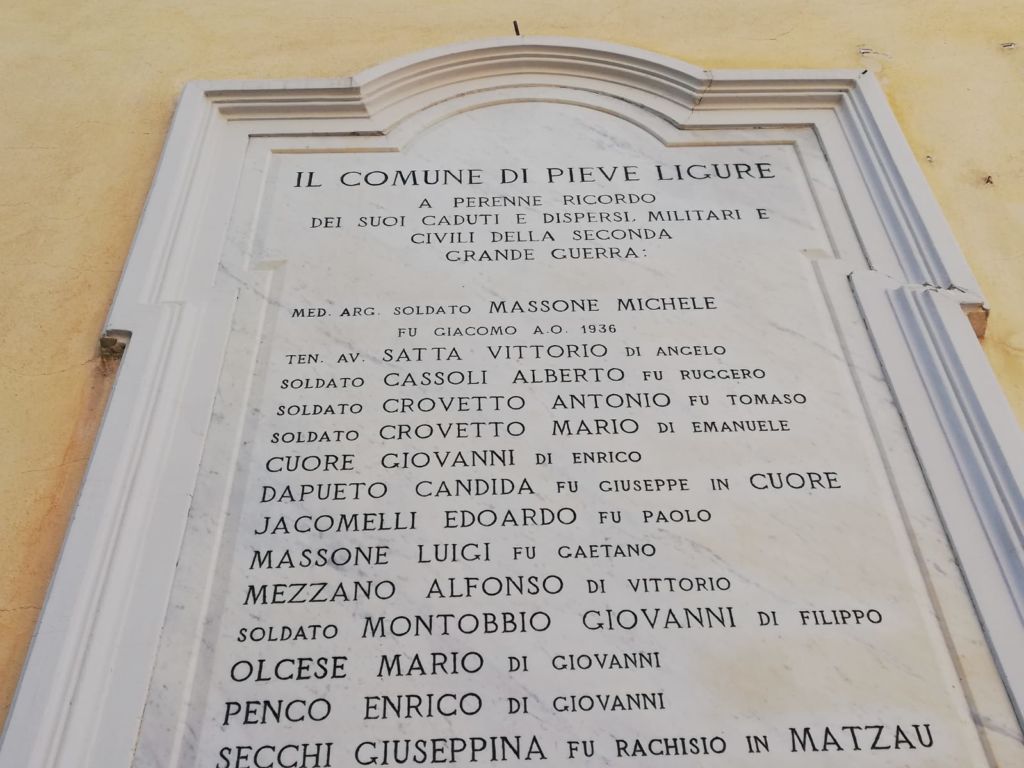 IL COMUNE DI PIEVE LIGURE
A PERENNE RICORDO
DEI SUOI CADUTI E DISPERSI, MILITARI E
CIVILI DELLA SECONDA
GRANDE GUERRA:
MED. ARG. SOLDATO MASSONE MICHELE
FU GIACOMO A.O. 1936
TEN. AV. SATTA VITTORIO DI ANGELO
SOLDATO CASSOLI ALBERTO FU RUGGERO
SOLDATO CROVETTO ANTONIO FU TOMASO
SOLDATO CROVETTO MARIO DI EMANUELE
CUORE GIOVANNI DI ENRICO
DAPUETO CANDIDA FU GIUSEPPE IN CUORE
JACOMELLI EDOARDO FU PAOLO
MASSONE LUIGI FU GAETANO
MEZZANO ALFONSO DI VITTORIO
SOLDATO MONTOBBIO GIOVANNI DI FILIPPO
OLCESE MARIO DI GIOVANNI
PENCO ENRICO DI GIOVANNI
SECCHI GIUSEPPINA FU RACHISIO IN MATZAU